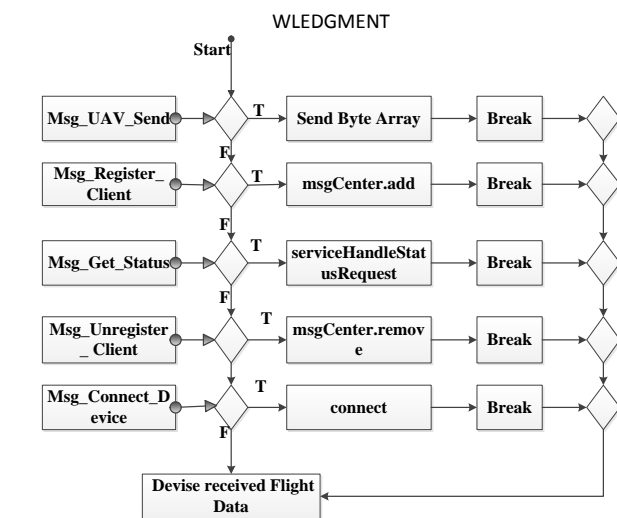 WLEDGMENT
Start
Msg_UAV_Send
T
Send Byte Array
Break
F
Msg_Register_
Client
T
msgCenter.add
Break
F
Msg_Get_Status
T
serviceHandleStat
usRequest
Break
F
Msg_Unregister
_ Client
T
msgCenter.remov
e
Break
Msg_Connect_D
evice
T
connect
Break
F
Devise received Flight
Data